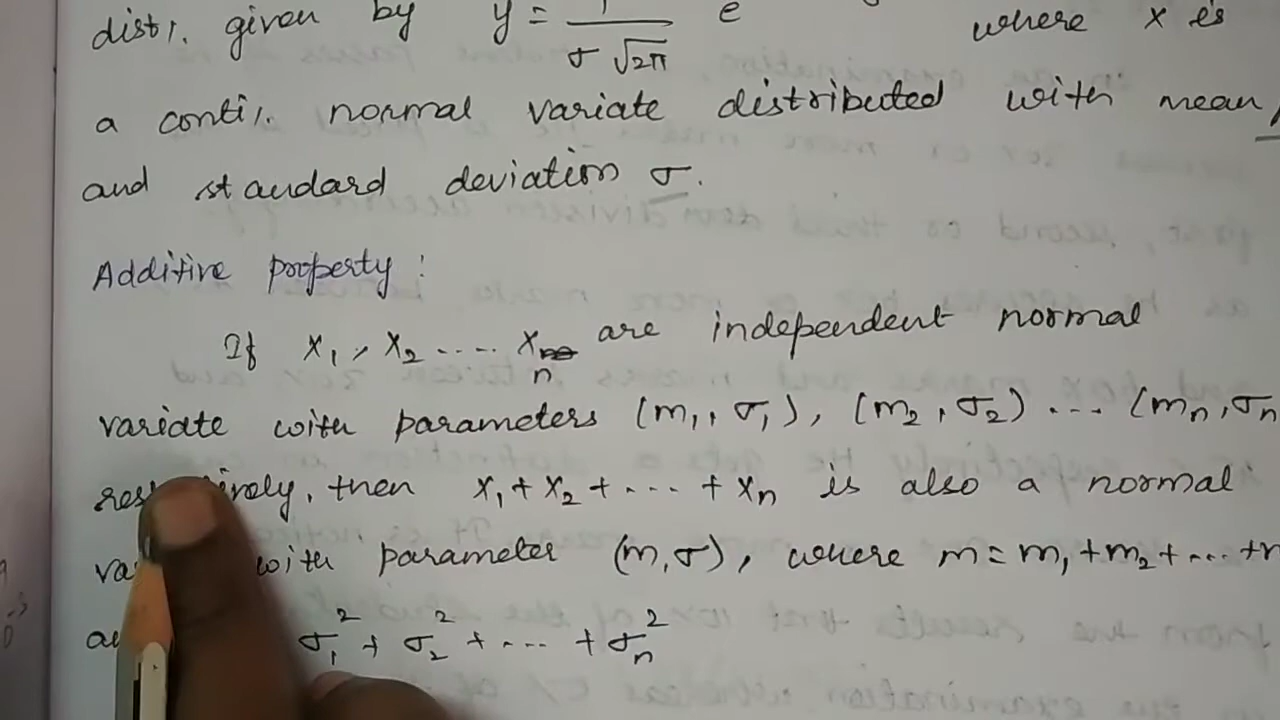 dist/. given by y = 1/(σ √2π) e where x is
a conti/. normal variate distributed with mean
and standard deviation σ.
Additive property :
If x₁, x₂ .... xₙ are independent normal
variate with parameters (m₁, σ₁), (m₂, σ₂) ... (mₙ, σₙ
then x₁ + x₂ + ... + xₙ is also a normal
with parameter (m, σ), where m = m₁ + m₂ + ... + m
σ₁² + σ₂² + ... + σₙ²